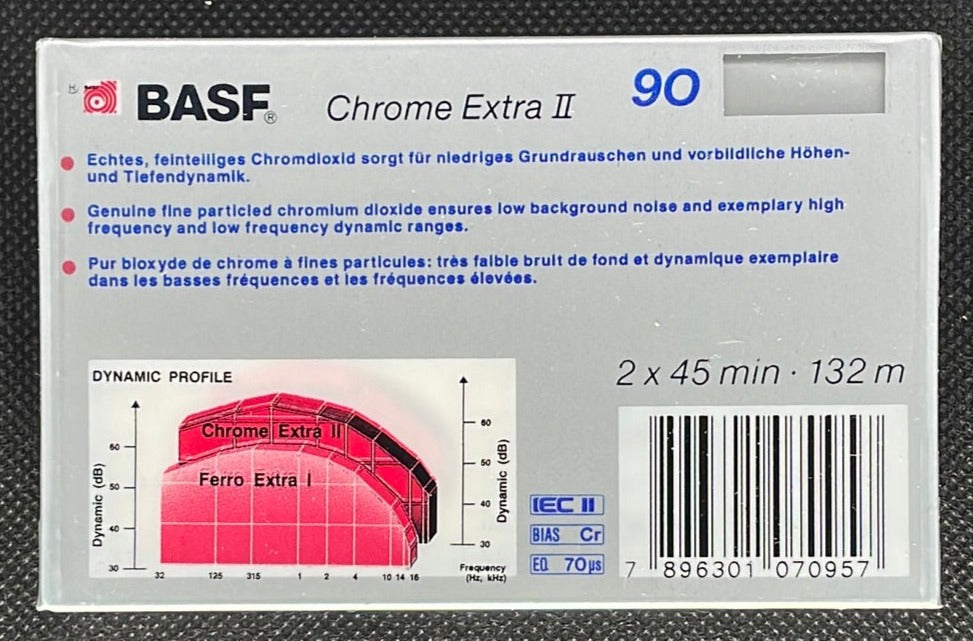 ® BASF® Chrome Extra II 90
Echtes, feinteiliges Chromdioxid sorgt für niedriges Grundrauschen und vorbildliche Höhen-
und Tiefendynamik.
Genuine fine particled chromium dioxide ensures low background noise and exemplary high
frequency and low frequency dynamic ranges.
Pur bioxyde de chrome à fines particules: très faible bruit de fond et dynamique exemplaire
dans les basses fréquences et les fréquences élevées.
2 x 45 min · 132 m
DYNAMIC PROFILE
Chrome Extra II
Ferro Extra I
Dynamic (dB)
60
50
40
30
32 125 315 1 2 4 10 14 16
60
50
40
30
Dynamic (dB)
Frequency
(Hz, kHz)
IEC II
BIAS Cr
EQ 70µs
7 896301 070957